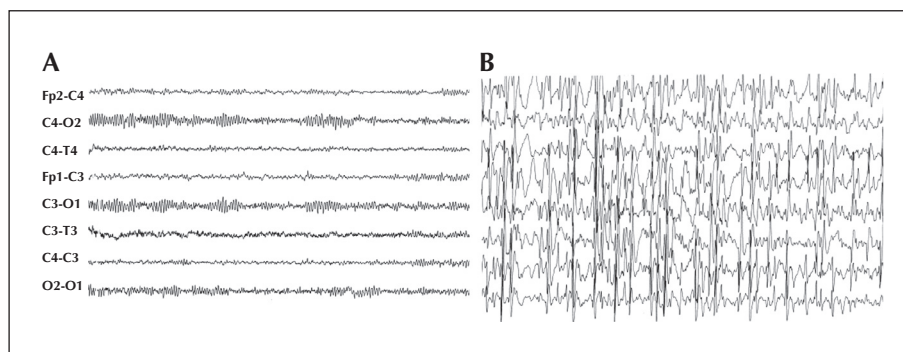 A
B
Fp2-C4
C4-O2
C4-T4
Fp1-C3
C3-O1
C3-T3
C4-C3
O2-O1